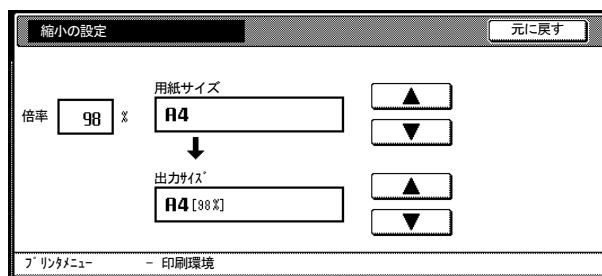 縮小の設定
元に戻す
用紙サイズ
倍率 98 %
A4
出力ｻｲｽﾞ
A4 [98%]
ﾌﾟﾘﾝﾀﾒﾆｭｰ － 印刷環境